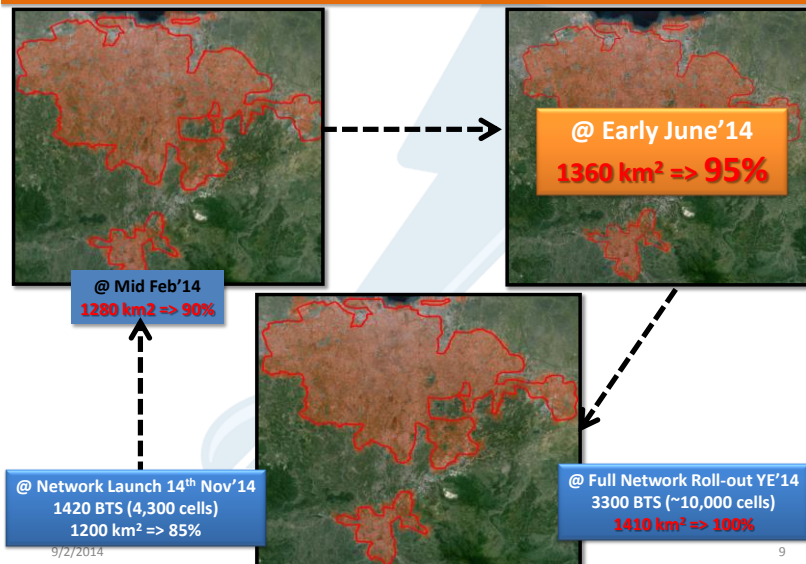 @ Early June'14
1360 km² => 95%
@ Mid Feb'14
1280 km2 => 90%
@ Network Launch 14th Nov'14
1420 BTS (4,300 cells)
1200 km² => 85%
@ Full Network Roll-out YE'14
3300 BTS (~10,000 cells)
1410 km² => 100%
9/2/2014
9